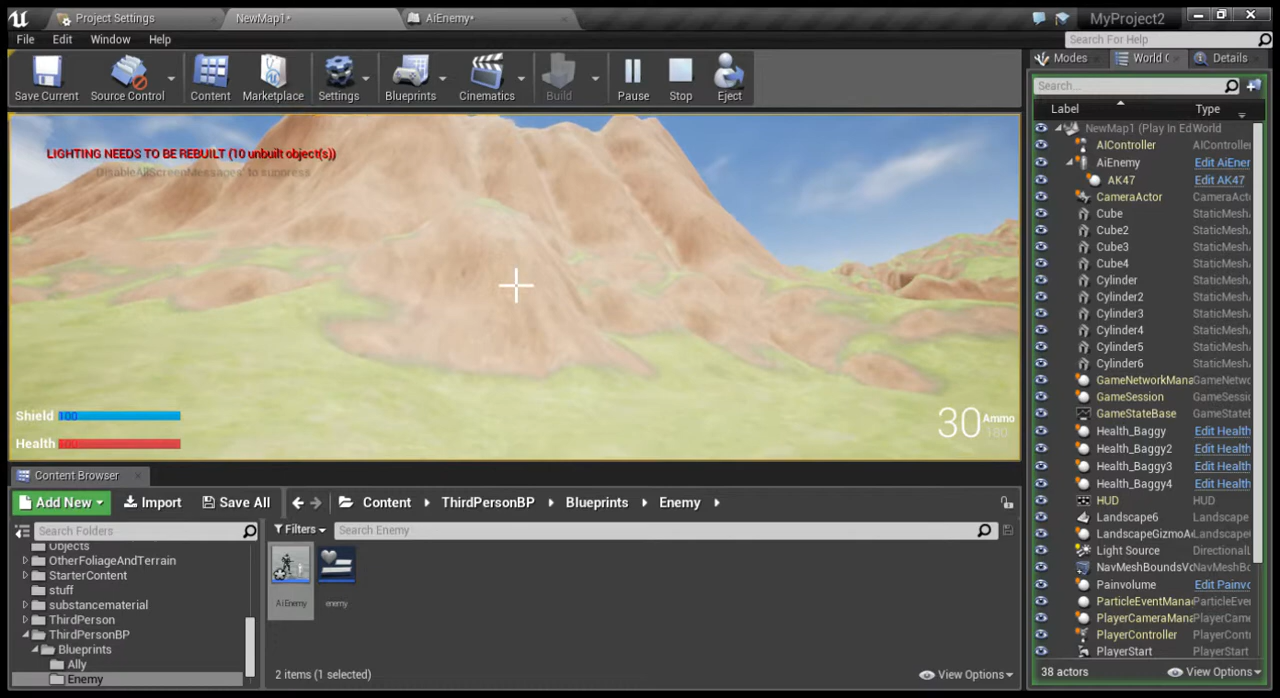 Project Settings
NewMap1*
AiEnemy*
MyProject2
File Edit Window Help
Search For Help
Save Current
Source Control
Content
Marketplace
Settings
Blueprints
Cinematics
Build
Pause
Stop
Eject
Modes
World O
Details
Search...
Label Type
LIGHTING NEEDS TO BE REBUILT (10 unbuilt object(s))
'DisableAllScreenMessages' to suppress
Shield 100
Health 100
30 Ammo
180
NewMap1 (Play In Ed World
AIController AIControlle
AiEnemy Edit AiEner
AK47 Edit AK47
CameraActor CameraAct
Cube StaticMesh
Cube2 StaticMesh
Cube3 StaticMesh
Cube4 StaticMesh
Cylinder StaticMesh
Cylinder2 StaticMesh
Cylinder3 StaticMesh
Cylinder4 StaticMesh
Cylinder5 StaticMesh
Cylinder6 StaticMesh
GameNetworkMana GameNetwo
GameSession GameSessi
GameStateBase GameStateB
Health_Baggy Edit Health
Health_Baggy2 Edit Health
Health_Baggy3 Edit Health
Health_Baggy4 Edit Health
HUD HUD
Landscape6 Landscape
LandscapeGizmoAc Landscape
Light Source Directional
NavMeshBoundsVo NavMeshBo
Painvolume Edit Painvo
ParticleEventMana ParticleEve
PlayerCameraMana PlayerCame
PlayerController PlayerContr
PlayerStart PlayerStart
38 actors View Options
Content Browser
Add New Import Save All Content ThirdPersonBP Blueprints Enemy
Search Folders
Filters Search Enemy
Objects
OtherFoliageAndTerrain
StarterContent
stuff
substancematerial
ThirdPerson
ThirdPersonBP
Blueprints
Ally
Enemy
AiEnemy
enemy
2 items (1 selected)
View Options